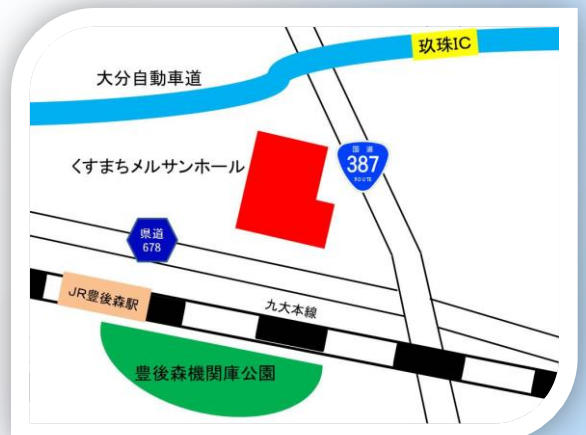 玖珠IC
大分自動車道
くすまちメルサンホール
国道
387
ROUTE
県道
678
JR豊後森駅
九大本線
豊後森機関庫公園